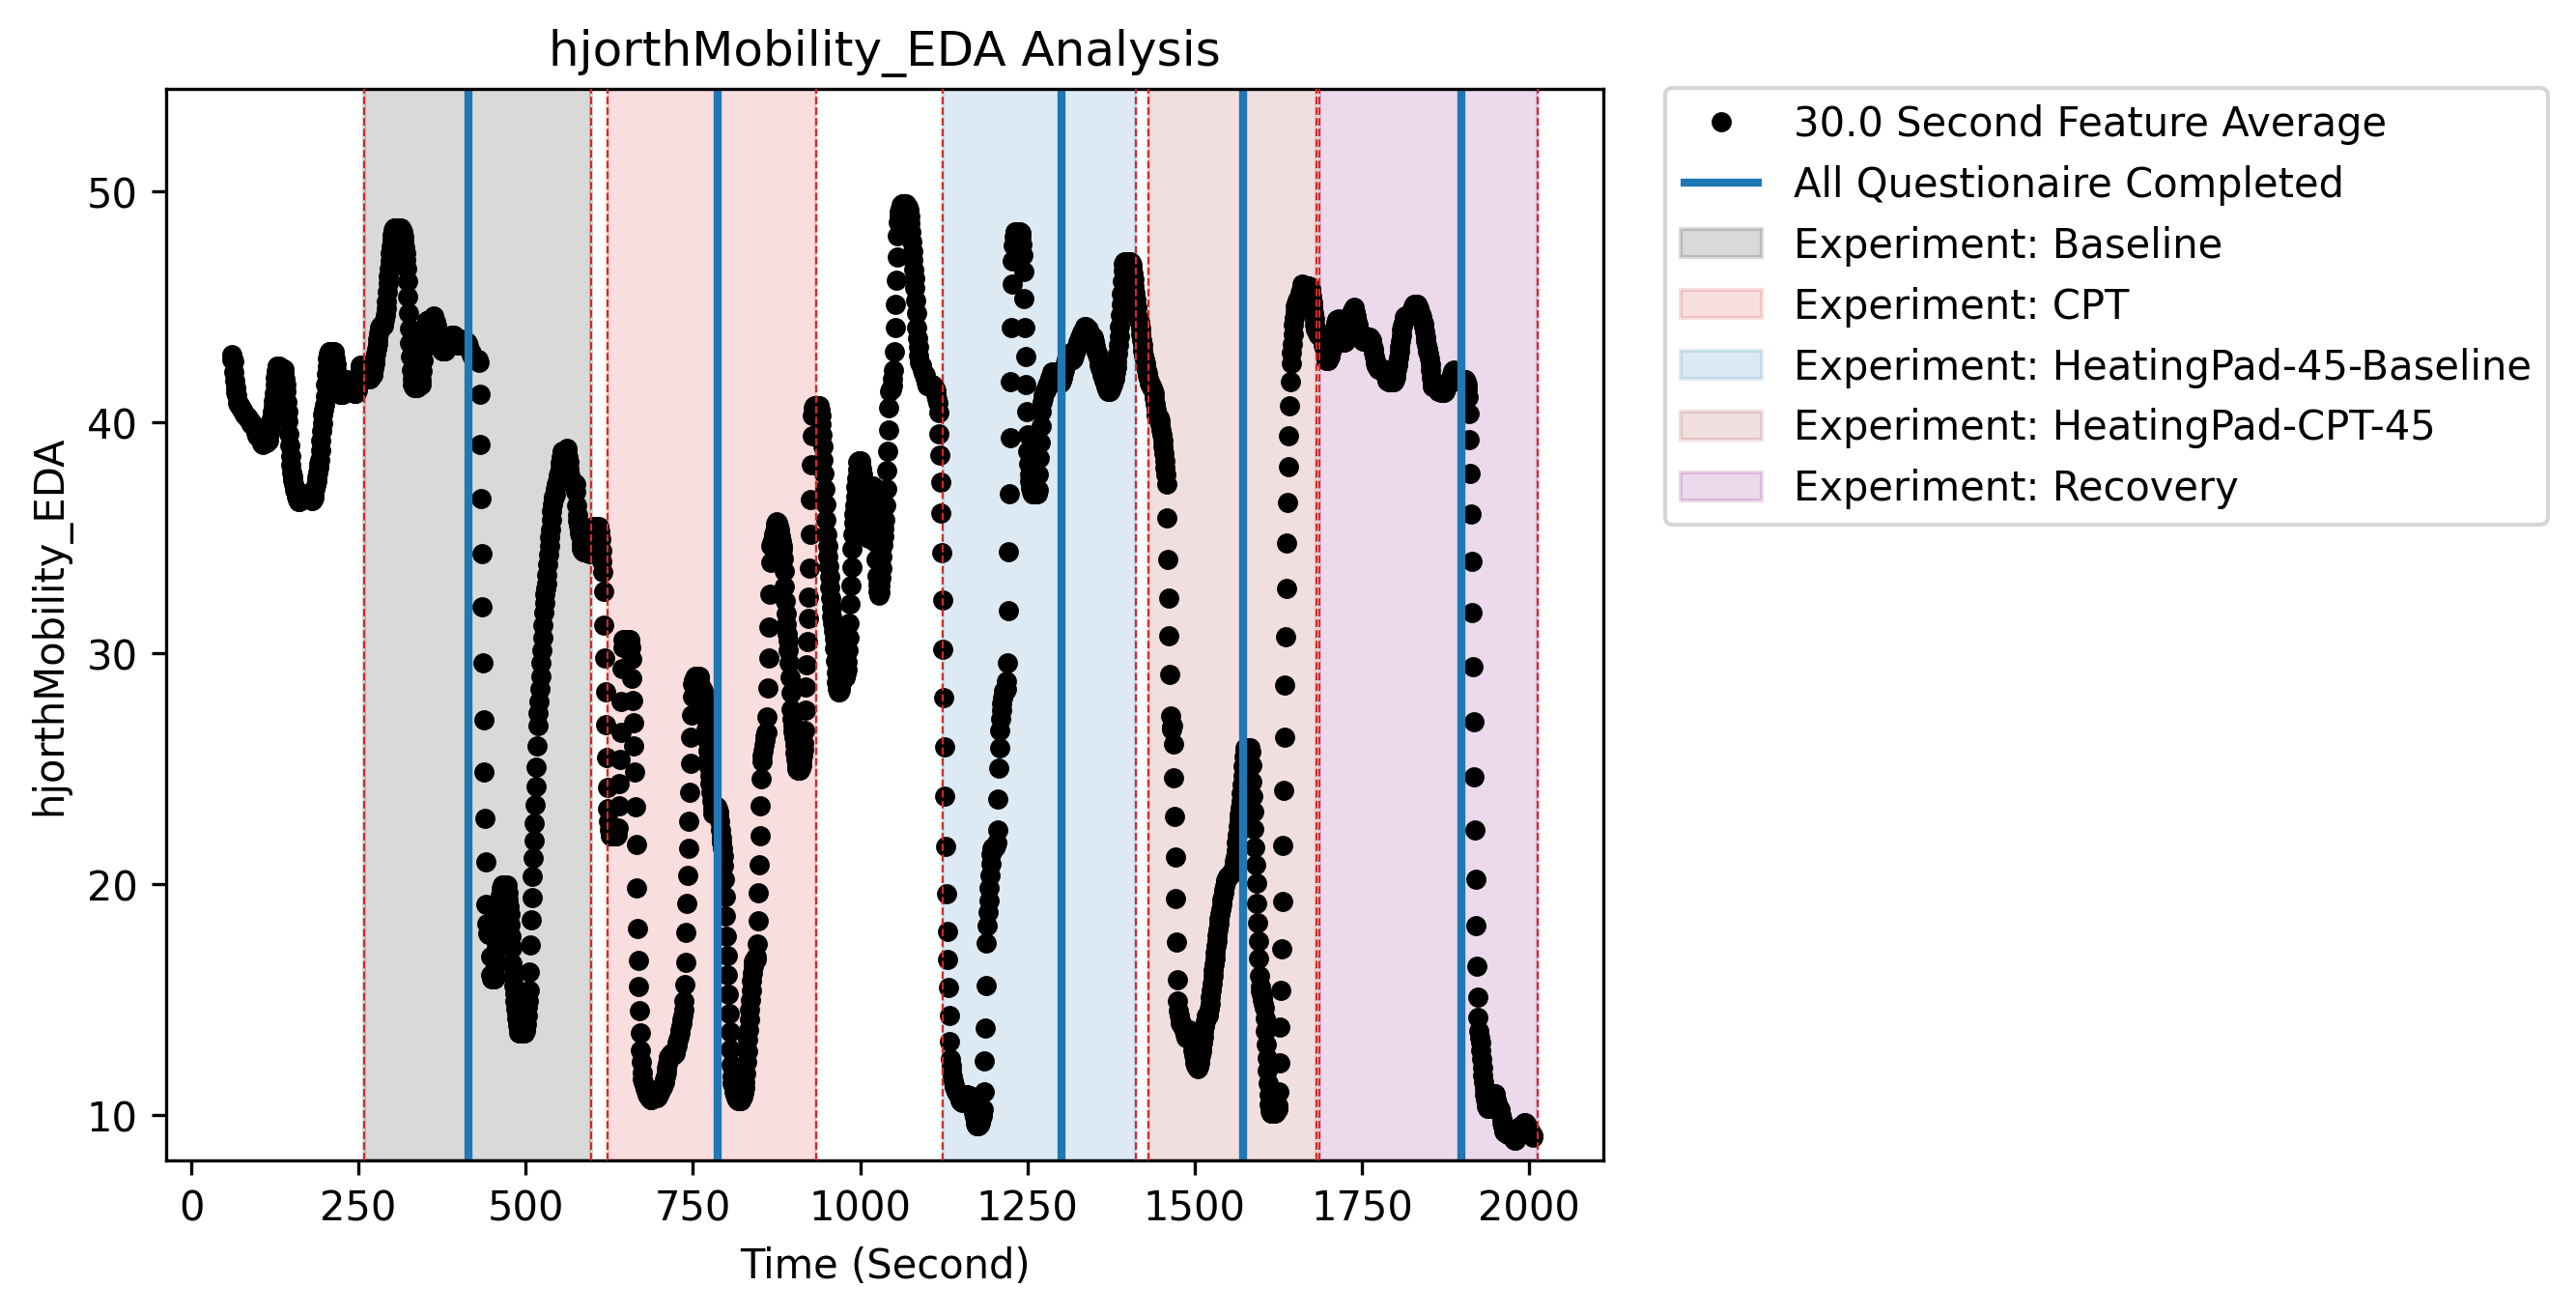 hjorthMobility_EDA Analysis
30.0 Second Feature Average
All Questionaire Completed
Experiment: Baseline
Experiment: CPT
Experiment: HeatingPad-45-Baseline
Experiment: HeatingPad-CPT-45
Experiment: Recovery
hjorthMobility_EDA
50
40
30
20
10
0 250 500 750 1000 1250 1500 1750 2000
Time (Second)